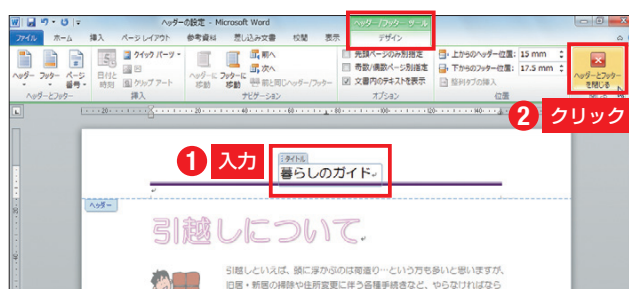 ヘッダーの設定 - Microsoft Word
ヘッダー/フッター ツール
ファイル ホーム 挿入 ページ レイアウト 参考資料 差し込み文書 校閲 表示 デザイン
ヘッダー フッター ページ番号
日付と時刻 クイック パーツ 図 クリップ アート
ヘッダーに移動 フッターに移動 前へ 次へ 前と同じヘッダー/フッター
先頭ページのみ別指定
奇数/偶数ページ別指定
文書内のテキストを表示
上からのヘッダー位置: 15 mm
下からのフッター位置: 17.5 mm
整列タブの挿入
ヘッダーとフッターを閉じる
ヘッダーとフッター 挿入 ナビゲーション オプション 位置
2 クリック
1 入力
タイトル
暮らしのガイド
ヘッダー
引越しについて
引越しといえば、頭に浮かぶのは荷造り…という方も多いと思いますが、
旧居・新居の掃除や住所変更に伴う各種手続きなど、やらなければなら